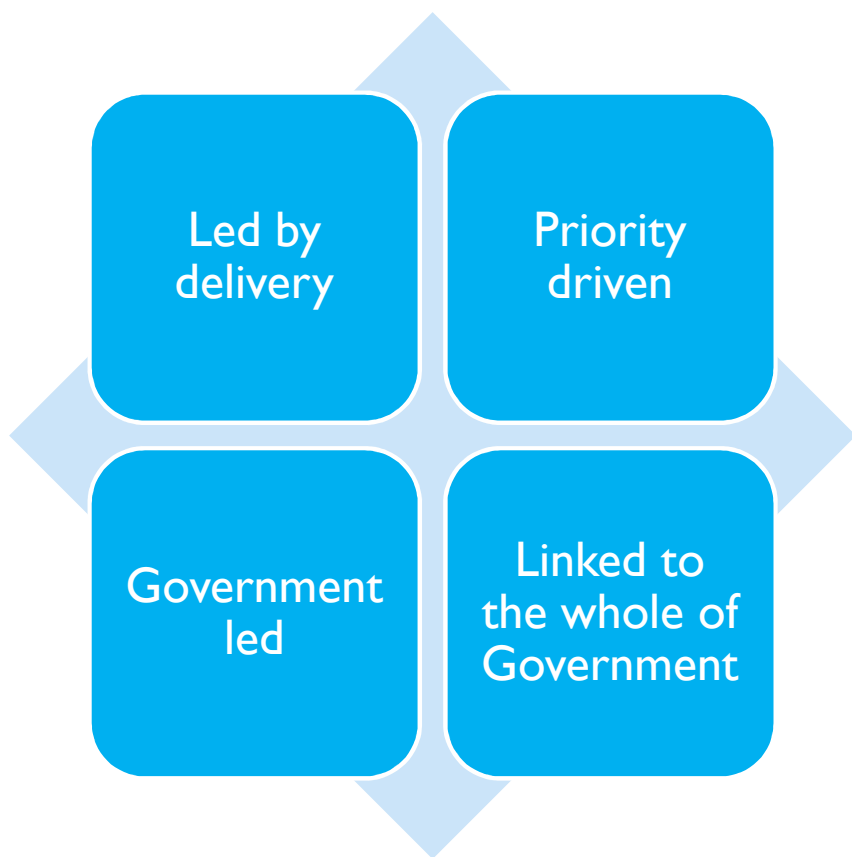 Led by
delivery
Priority
driven
Government
led
Linked to
the whole of
Government